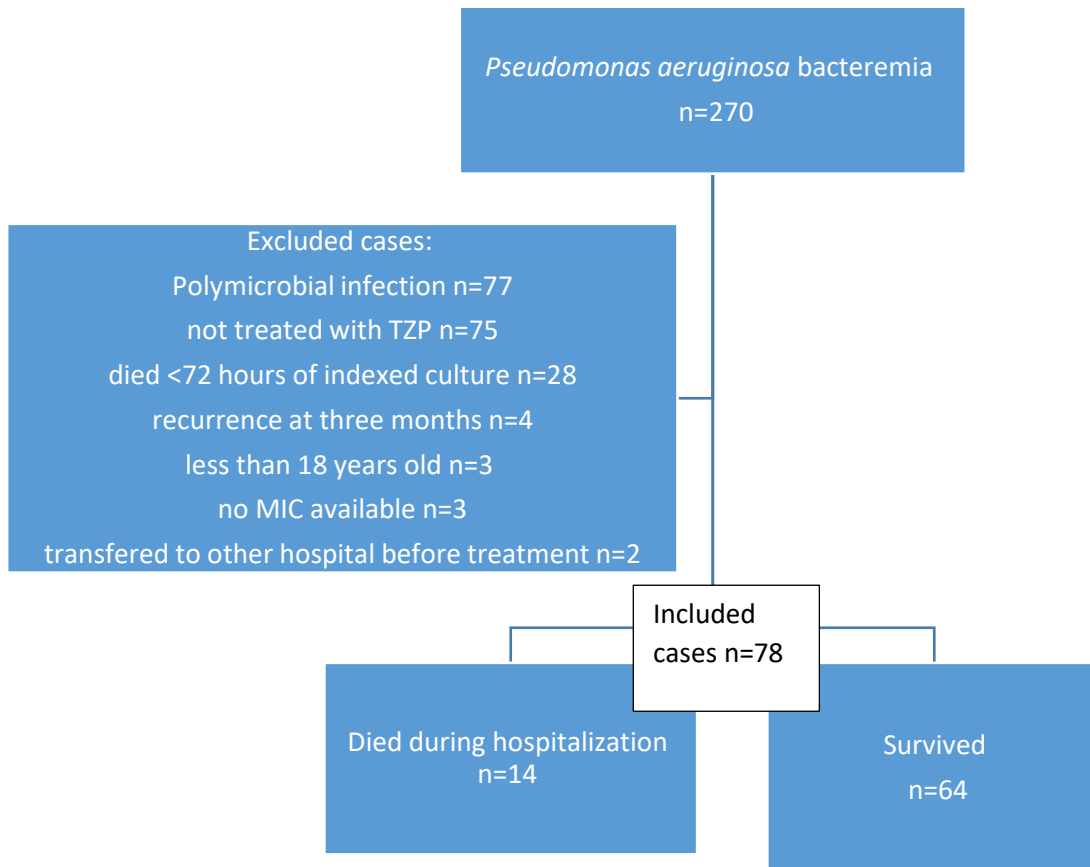 Pseudomonas aeruginosa bacteremia
n=270
Excluded cases:
Polymicrobial infection n=77
not treated with TZP n=75
died <72 hours of indexed culture n=28
recurrence at three months n=4
less than 18 years old n=3
no MIC available n=3
transfered to other hospital before treatment n=2
Included
cases n=78
Died during hospitalization
n=14
Survived
n=64